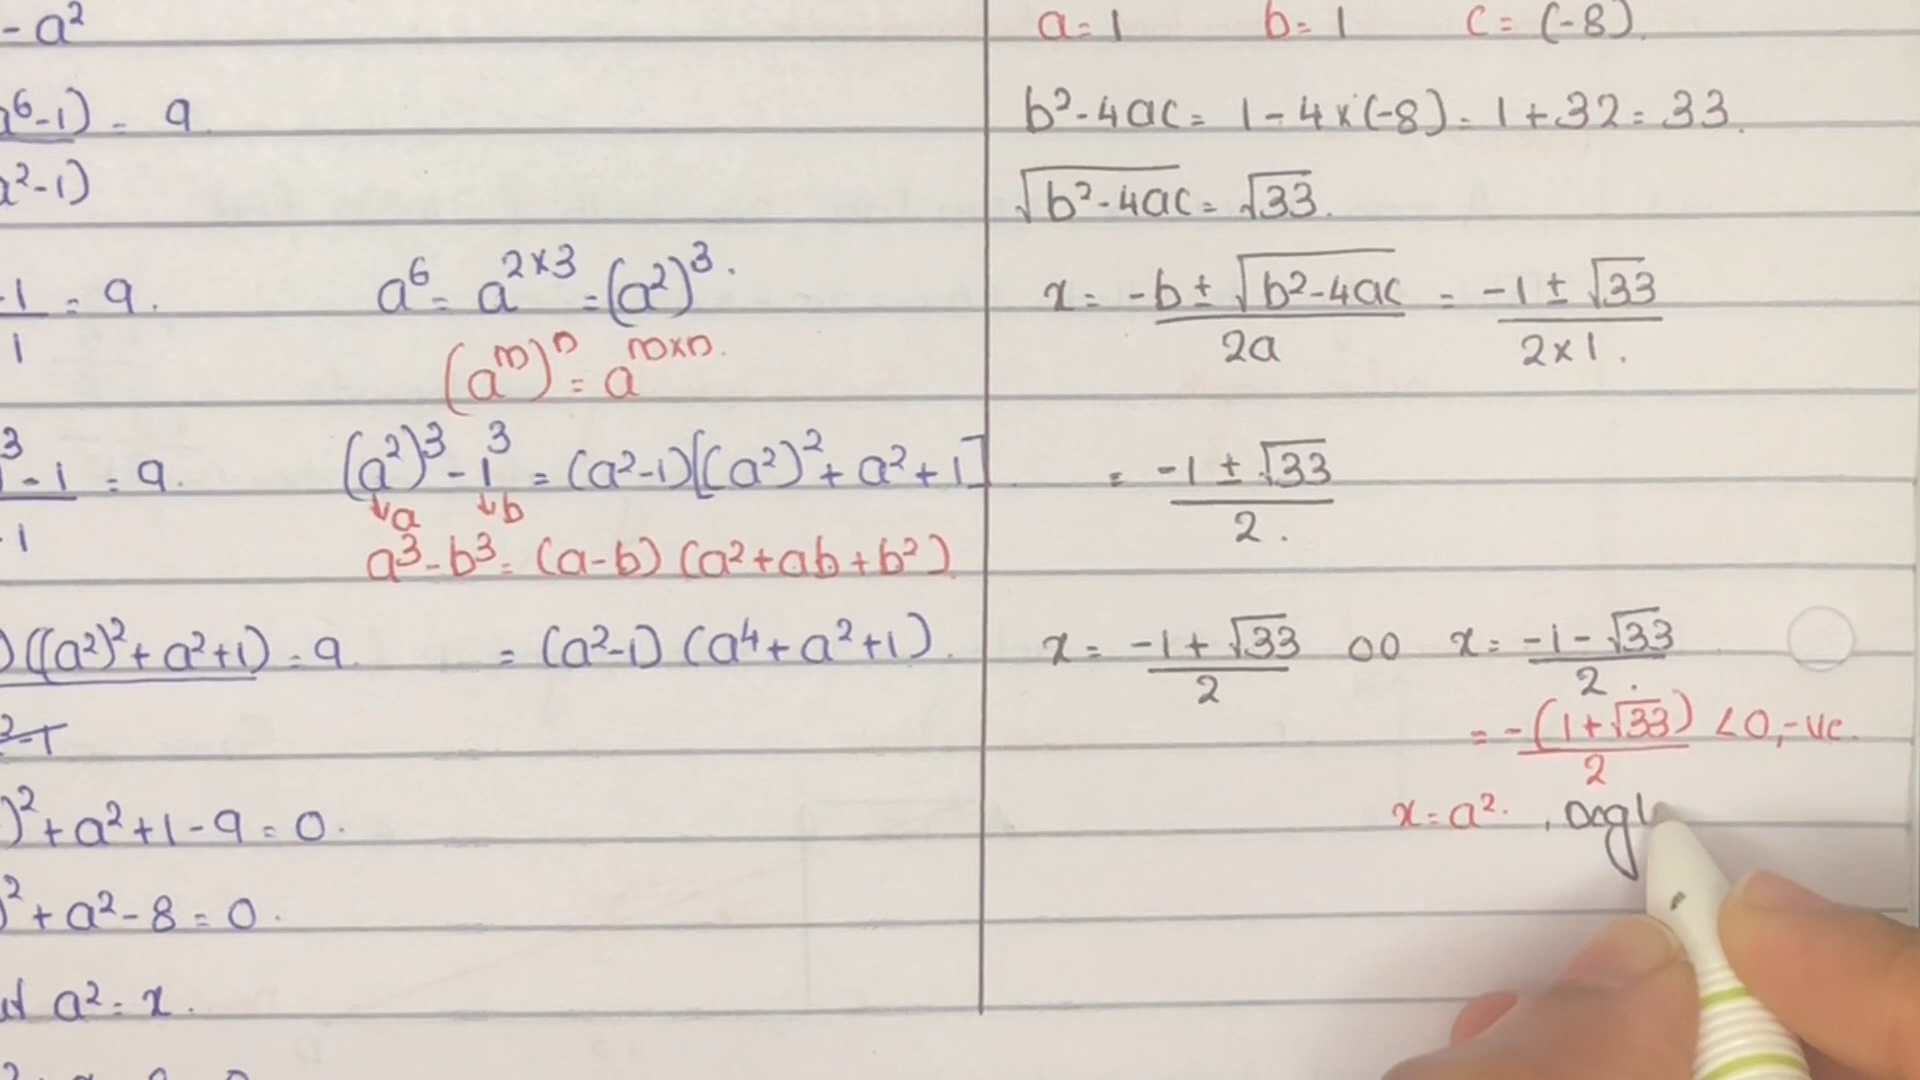 - a²
a⁶-1) = 9.
a²-1)
-1 / 1 = 9.
a⁶ = a^2×3 = (a²)³.
(a^m)^n = a^m×n.
³-1 / -1 = 9.
(a²)³ - 1³ = (a²-1)[(a²)² + a² + 1]
↓a ↓b
a³ - b³ = (a-b) (a² + ab + b²)
)((a²)² + a² + 1) = 9
= (a²-1) (a⁴ + a² + 1).
²-1
)² + a² + 1 - 9 = 0.
)² + a² - 8 = 0.
a² = x.
a = 1 b = 1 c = (-8).
b² - 4ac = 1 - 4×(-8) = 1 + 32 = 33.
√(b² - 4ac) = √33.
x = (-b ± √(b² - 4ac)) / 2a = (-1 ± √33) / 2×1.
= (-1 ± √33) / 2.
x = (-1 + √33) / 2 or x = (-1 - √33) / 2.
= -(1 + √33) / 2 < 0, -ve.
x = a².